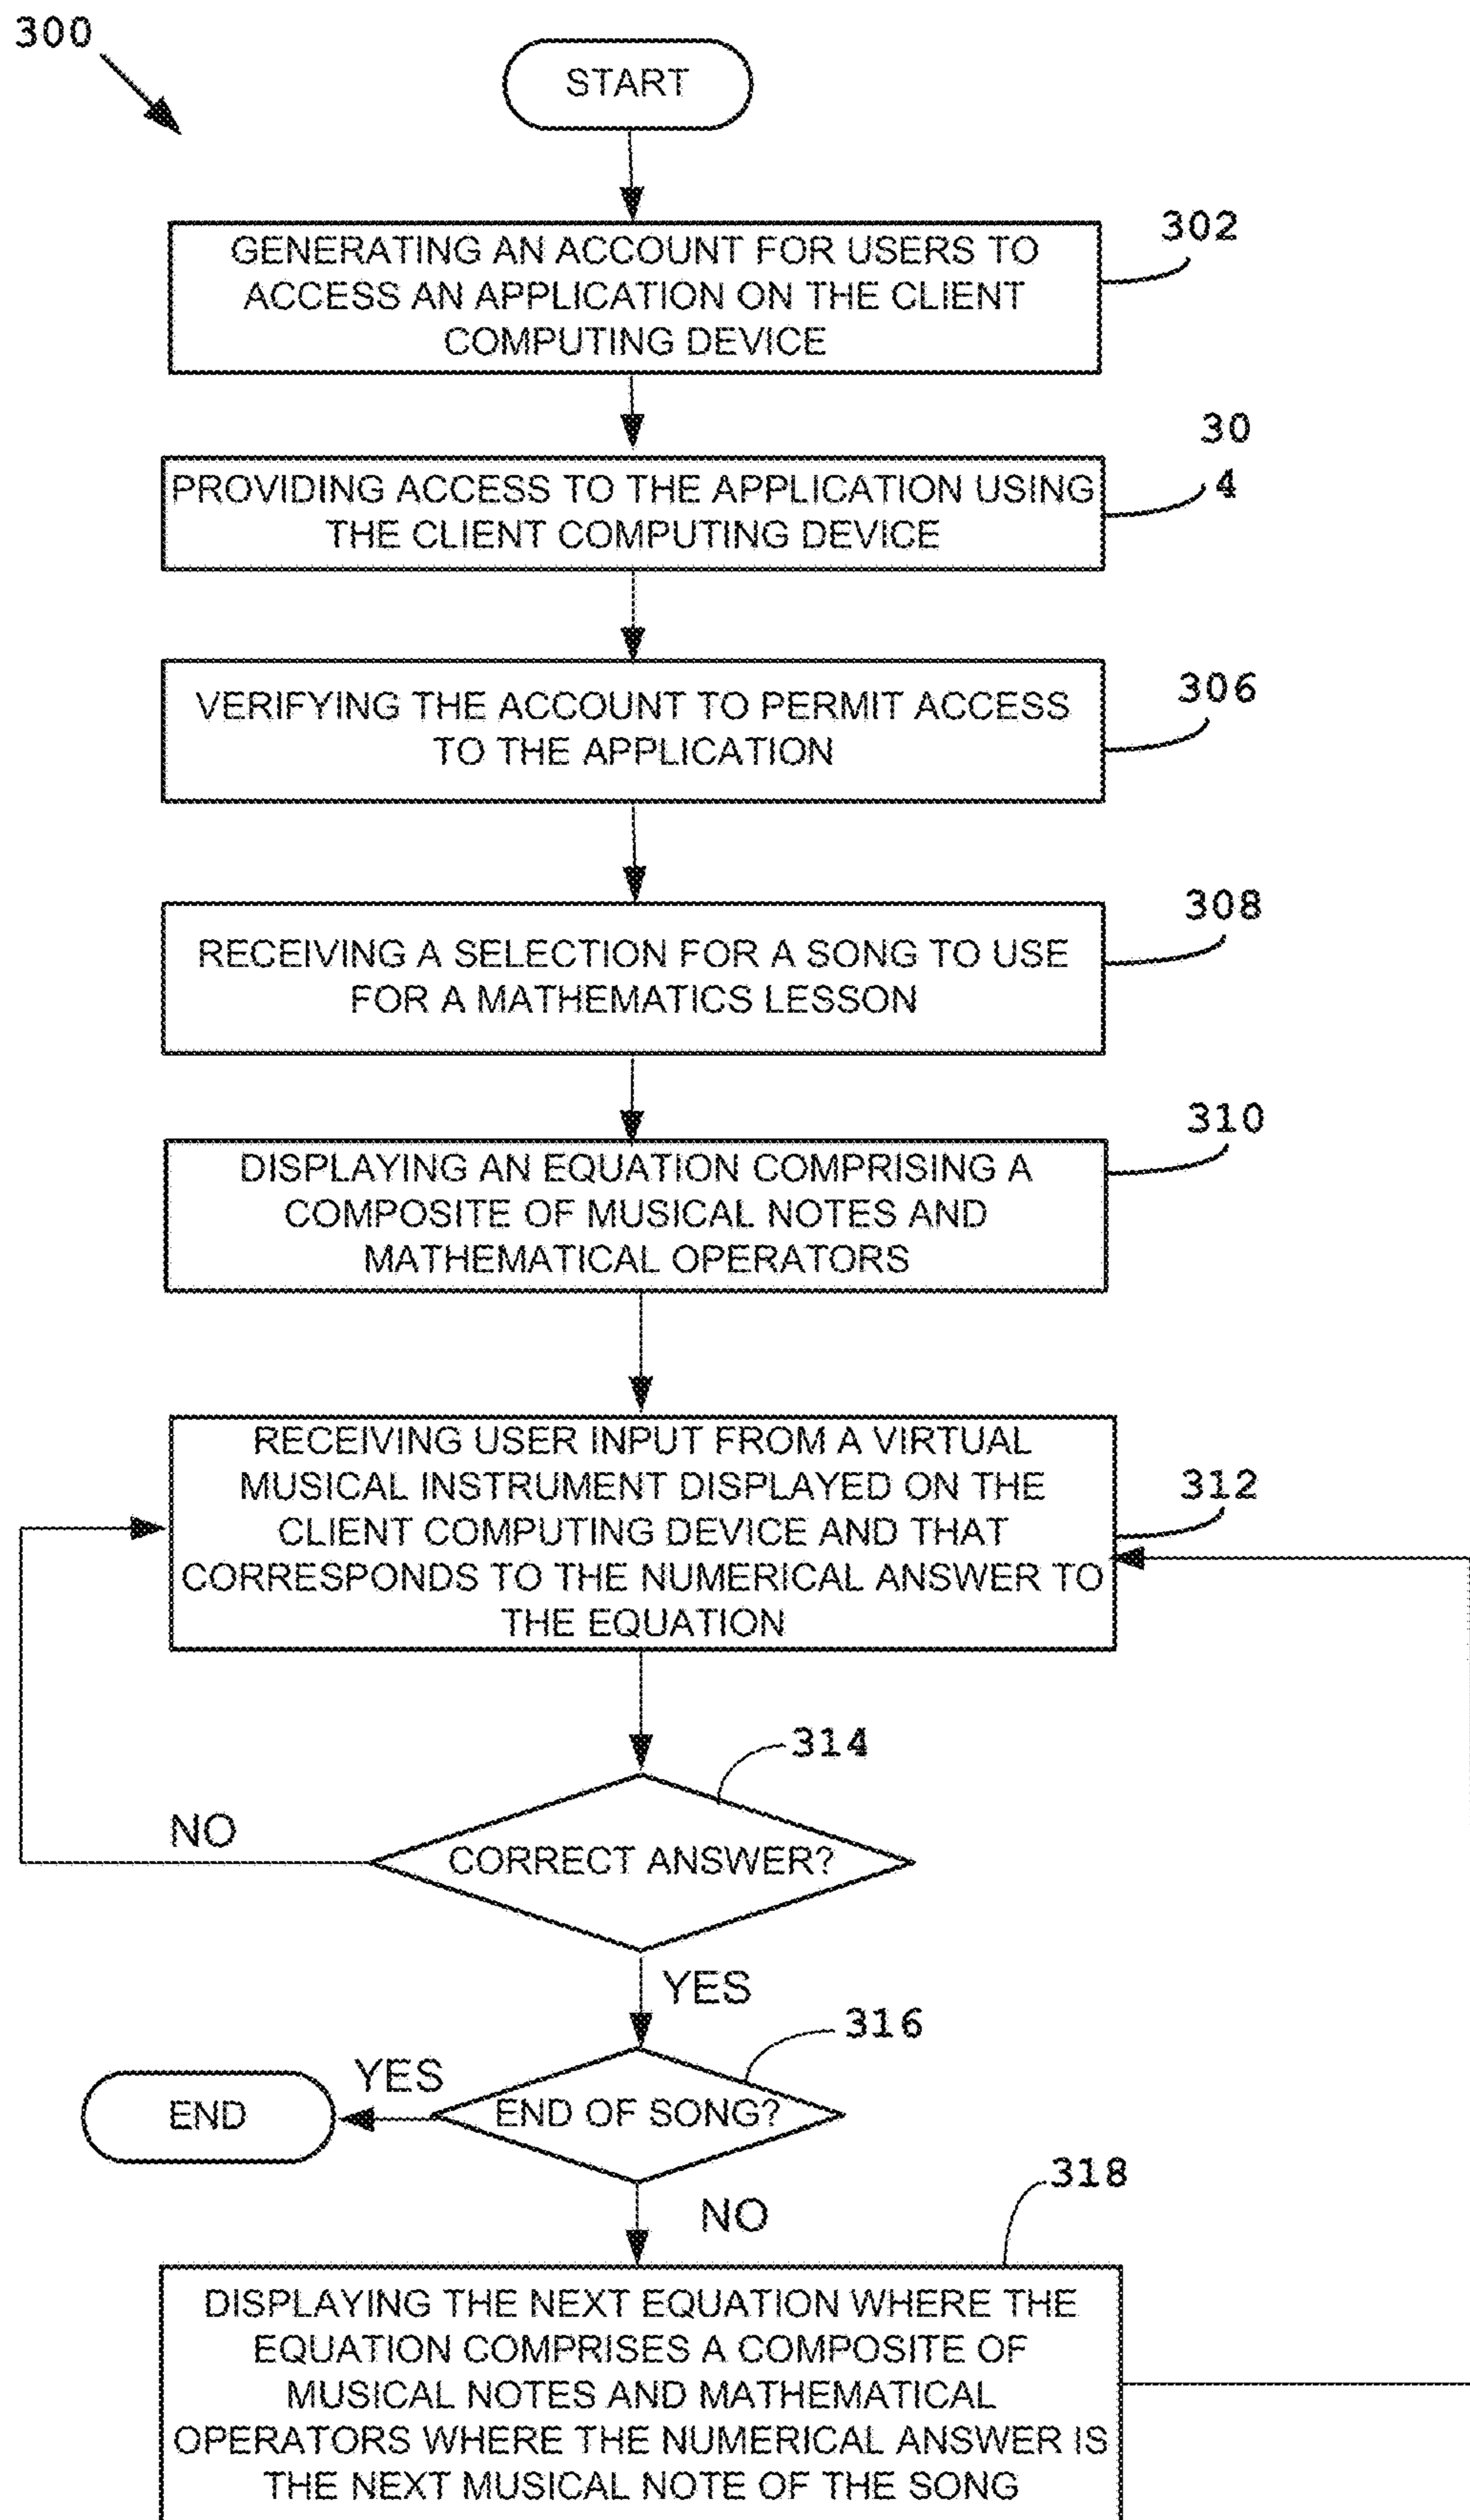 300
START
302
GENERATING AN ACCOUNT FOR USERS TO
ACCESS AN APPLICATION ON THE CLIENT
COMPUTING DEVICE
30
4
PROVIDING ACCESS TO THE APPLICATION USING
THE CLIENT COMPUTING DEVICE
306
VERIFYING THE ACCOUNT TO PERMIT ACCESS
TO THE APPLICATION
308
RECEIVING A SELECTION FOR A SONG TO USE
FOR A MATHEMATICS LESSON
310
DISPLAYING AN EQUATION COMPRISING A
COMPOSITE OF MUSICAL NOTES AND
MATHEMATICAL OPERATORS
312
RECEIVING USER INPUT FROM A VIRTUAL
MUSICAL INSTRUMENT DISPLAYED ON THE
CLIENT COMPUTING DEVICE AND THAT
CORRESPONDS TO THE NUMERICAL ANSWER TO
THE EQUATION
314
NO
CORRECT ANSWER?
YES
316
YES
END
END OF SONG?
318
NO
DISPLAYING THE NEXT EQUATION WHERE THE
EQUATION COMPRISES A COMPOSITE OF
MUSICAL NOTES AND MATHEMATICAL
OPERATORS WHERE THE NUMERICAL ANSWER IS
THE NEXT MUSICAL NOTE OF THE SONG